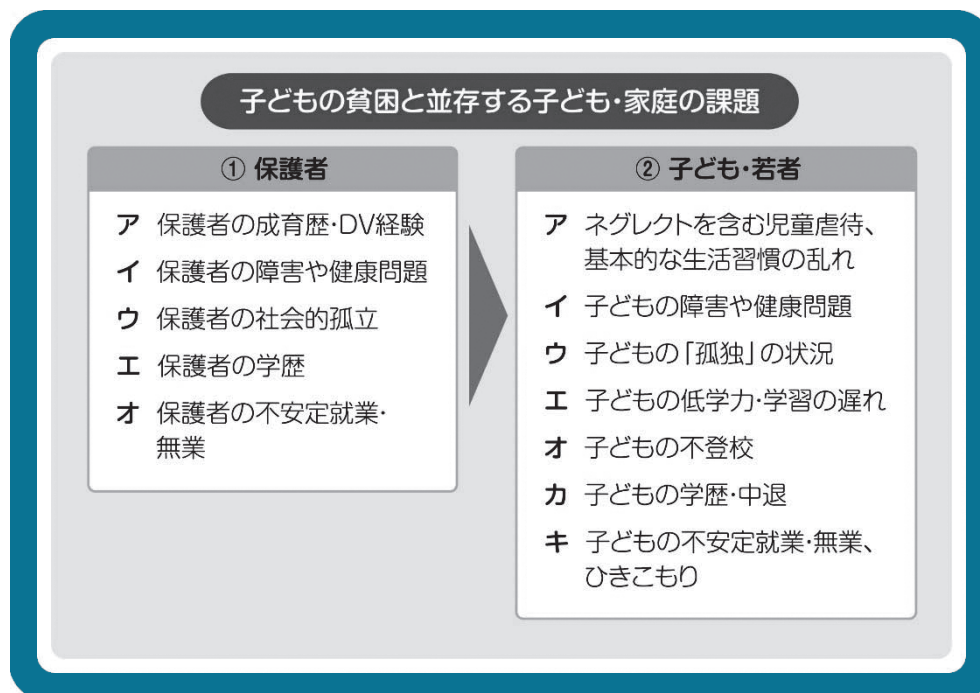 子どもの貧困と並存する子ども・家庭の課題
① 保護者
ア 保護者の成育歴・DV経験
イ 保護者の障害や健康問題
ウ 保護者の社会的孤立
エ 保護者の学歴
オ 保護者の不安定就業・
無業
② 子ども・若者
ア ネグレクトを含む児童虐待、
基本的な生活習慣の乱れ
イ 子どもの障害や健康問題
ウ 子どもの「孤独」の状況
エ 子どもの低学力・学習の遅れ
オ 子どもの不登校
カ 子どもの学歴・中退
キ 子どもの不安定就業・無業、
ひきこもり